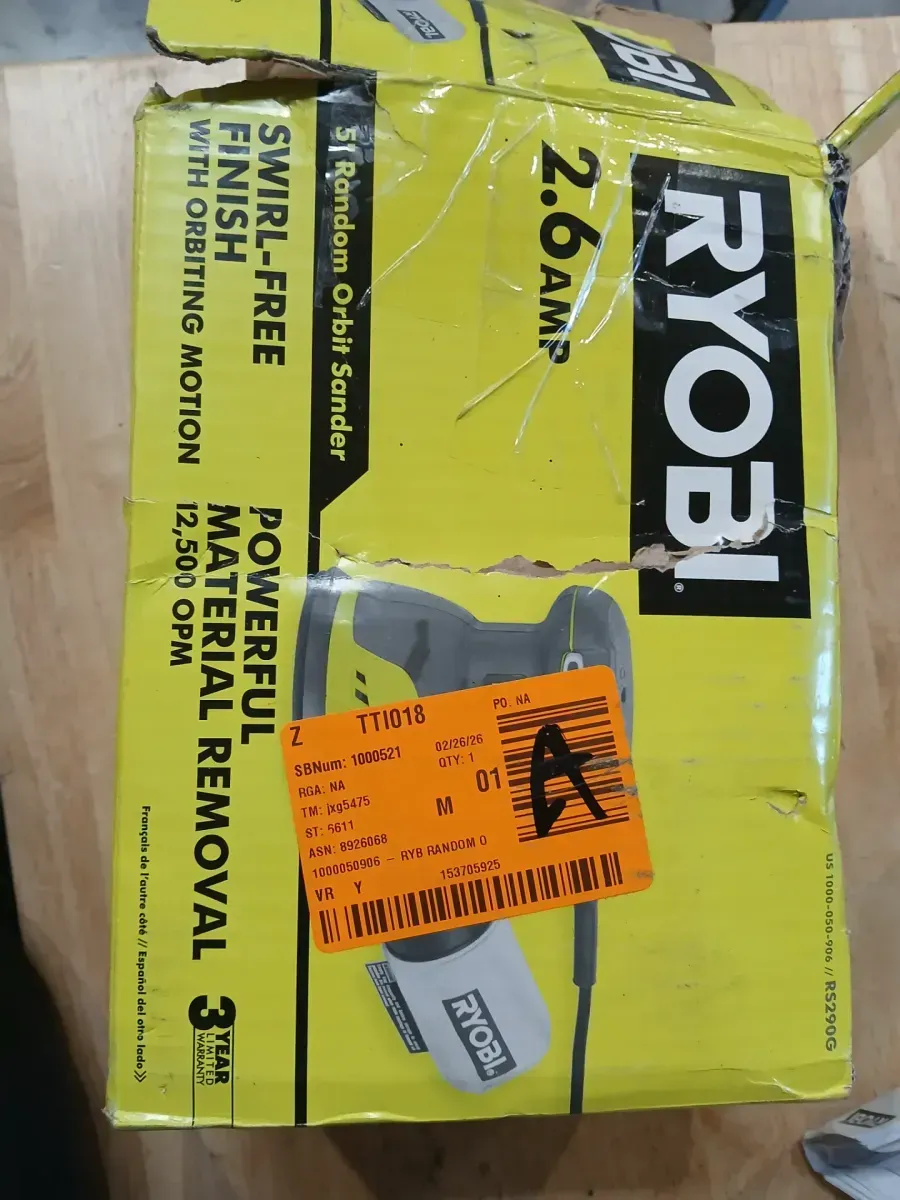 RYOBI
RYOBI
RYOBI®
2.6 AMP
5" Random Orbit Sander
SWIRL-FREE
FINISH
WITH ORBITING MOTION
POWERFUL
MATERIAL REMOVAL
12,500 OPM
3 YEAR
LIMITED
WARRANTY
Français de l'autre côté // Español del otro lado >>
US 1000-050-906 // RS290G
RYOBI®
Z TTI018 PO: NA
SBNum: 1000521 02/26/26
RGA: NA QTY: 1
TM: jxg5475 M 01
ST: 6611
ASN: 8926068
1000050906 - RYB RANDOM O
VR Y 153705925
A